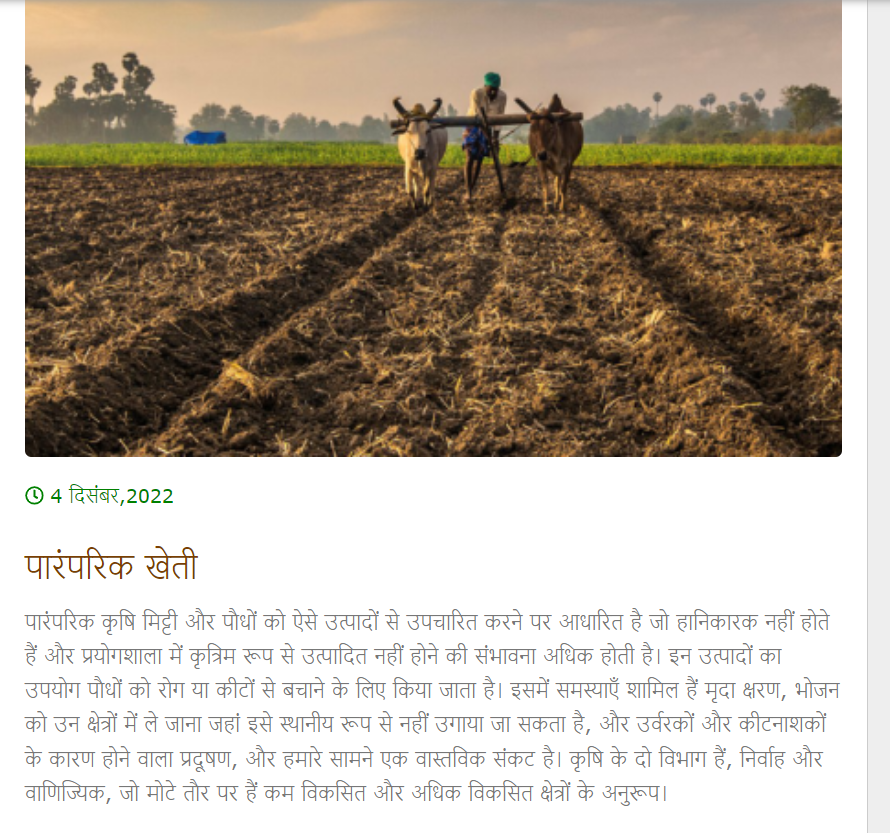 4 दिसंबर,2022
पारंपरिक खेती
पारंपरिक कृषि मिट्टी और पौधों को ऐसे उत्पादों से उपचारित करने पर आधारित है जो हानिकारक नहीं होते
हैं और प्रयोगशाला में कृत्रिम रूप से उत्पादित नहीं होने की संभावना अधिक होती है। इन उत्पादों का
उपयोग पौधों को रोग या कीटों से बचाने के लिए किया जाता है। इसमें समस्याएँ शामिल हैं मृदा क्षरण, भोजन
को उन क्षेत्रों में ले जाना जहां इसे स्थानीय रूप से नहीं उगाया जा सकता है, और उर्वरकों और कीटनाशकों
के कारण होने वाला प्रदूषण, और हमारे सामने एक वास्तविक संकट है। कृषि के दो विभाग हैं, निर्वाह और
वाणिज्यिक, जो मोटे तौर पर हैं कम विकसित और अधिक विकसित क्षेत्रों के अनुरूप।